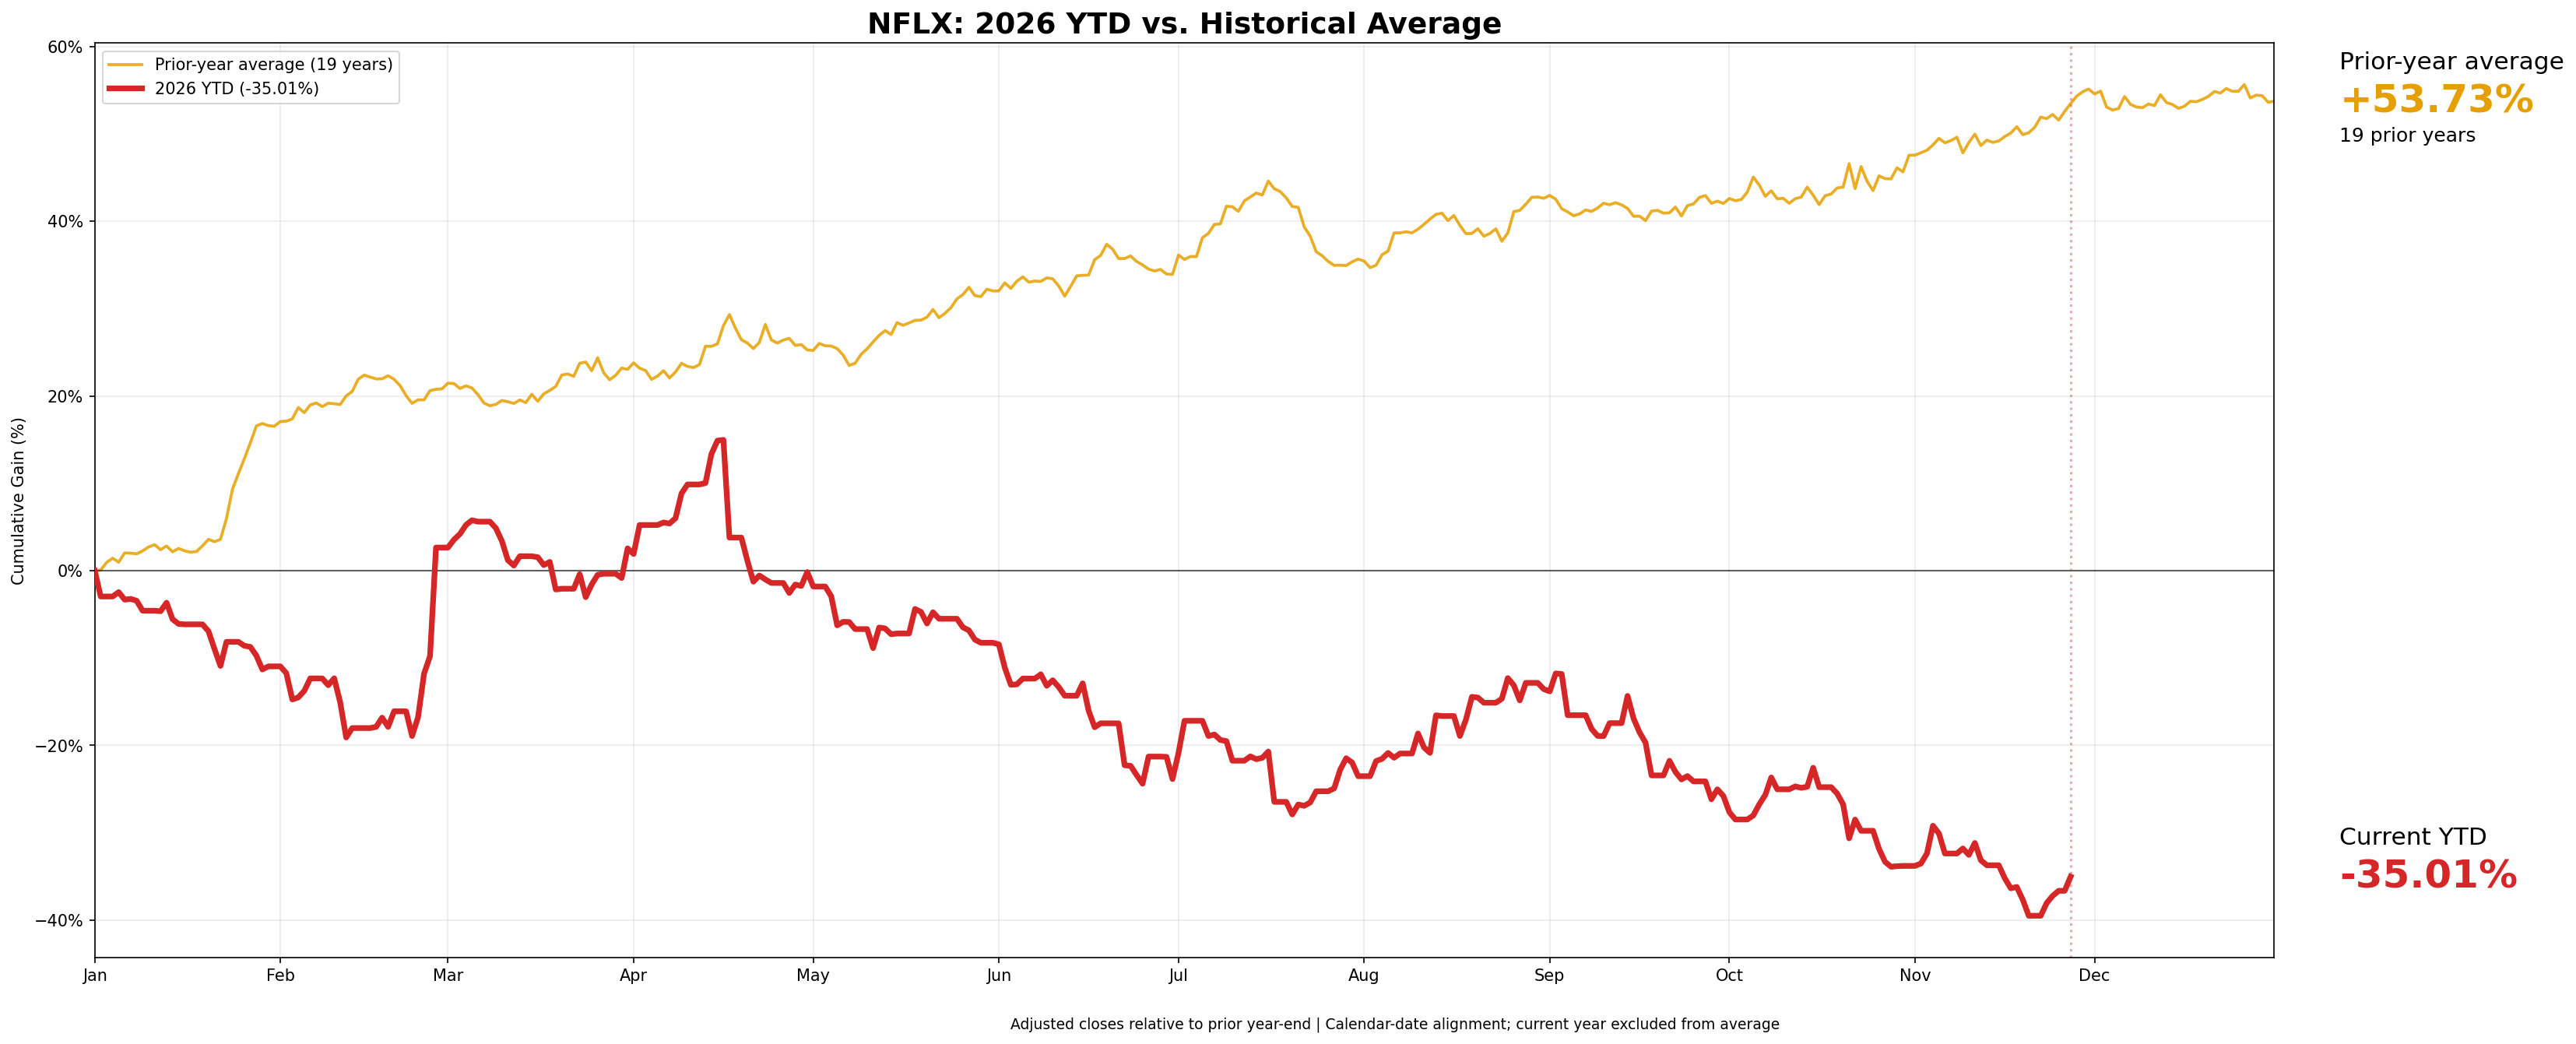 NFLX: 2026 YTD vs. Historical Average
Prior-year average (19 years)
2026 YTD (-35.01%)
Prior-year average
+53.73%
19 prior years
Current YTD
-35.01%
Cumulative Gain (%)
60%
40%
20%
0%
−20%
−40%
Jan Feb Mar Apr May Jun Jul Aug Sep Oct Nov Dec
Adjusted closes relative to prior year-end | Calendar-date alignment; current year excluded from average